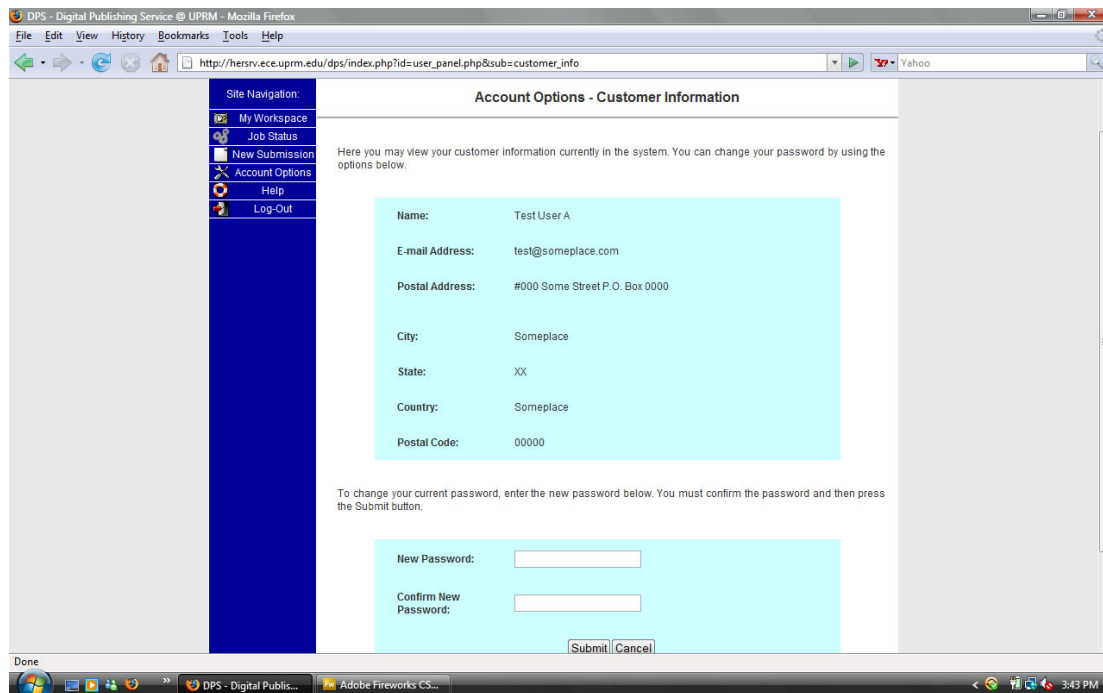 DPS - Digital Publishing Service @ UPRM - Mozilla Firefox
File Edit View History Bookmarks Tools Help
http://hersrv.ece.uprm.edu/dps/index.php?id=user_panel.php&sub=customer_info
Yahoo
Site Navigation:
My Workspace
Job Status
New Submission
Account Options
Help
Log-Out
Account Options - Customer Information
Here you may view your customer information currently in the system. You can change your password by using the
options below.
Name: Test User A
E-mail Address: test@someplace.com
Postal Address: #000 Some Street P.O. Box 0000
City: Someplace
State: XX
Country: Someplace
Postal Code: 00000
To change your current password, enter the new password below. You must confirm the password and then press
the Submit button.
New Password:
Confirm New
Password:
Submit Cancel
Done
DPS - Digital Publis... Adobe Fireworks CS... 3:43 PM